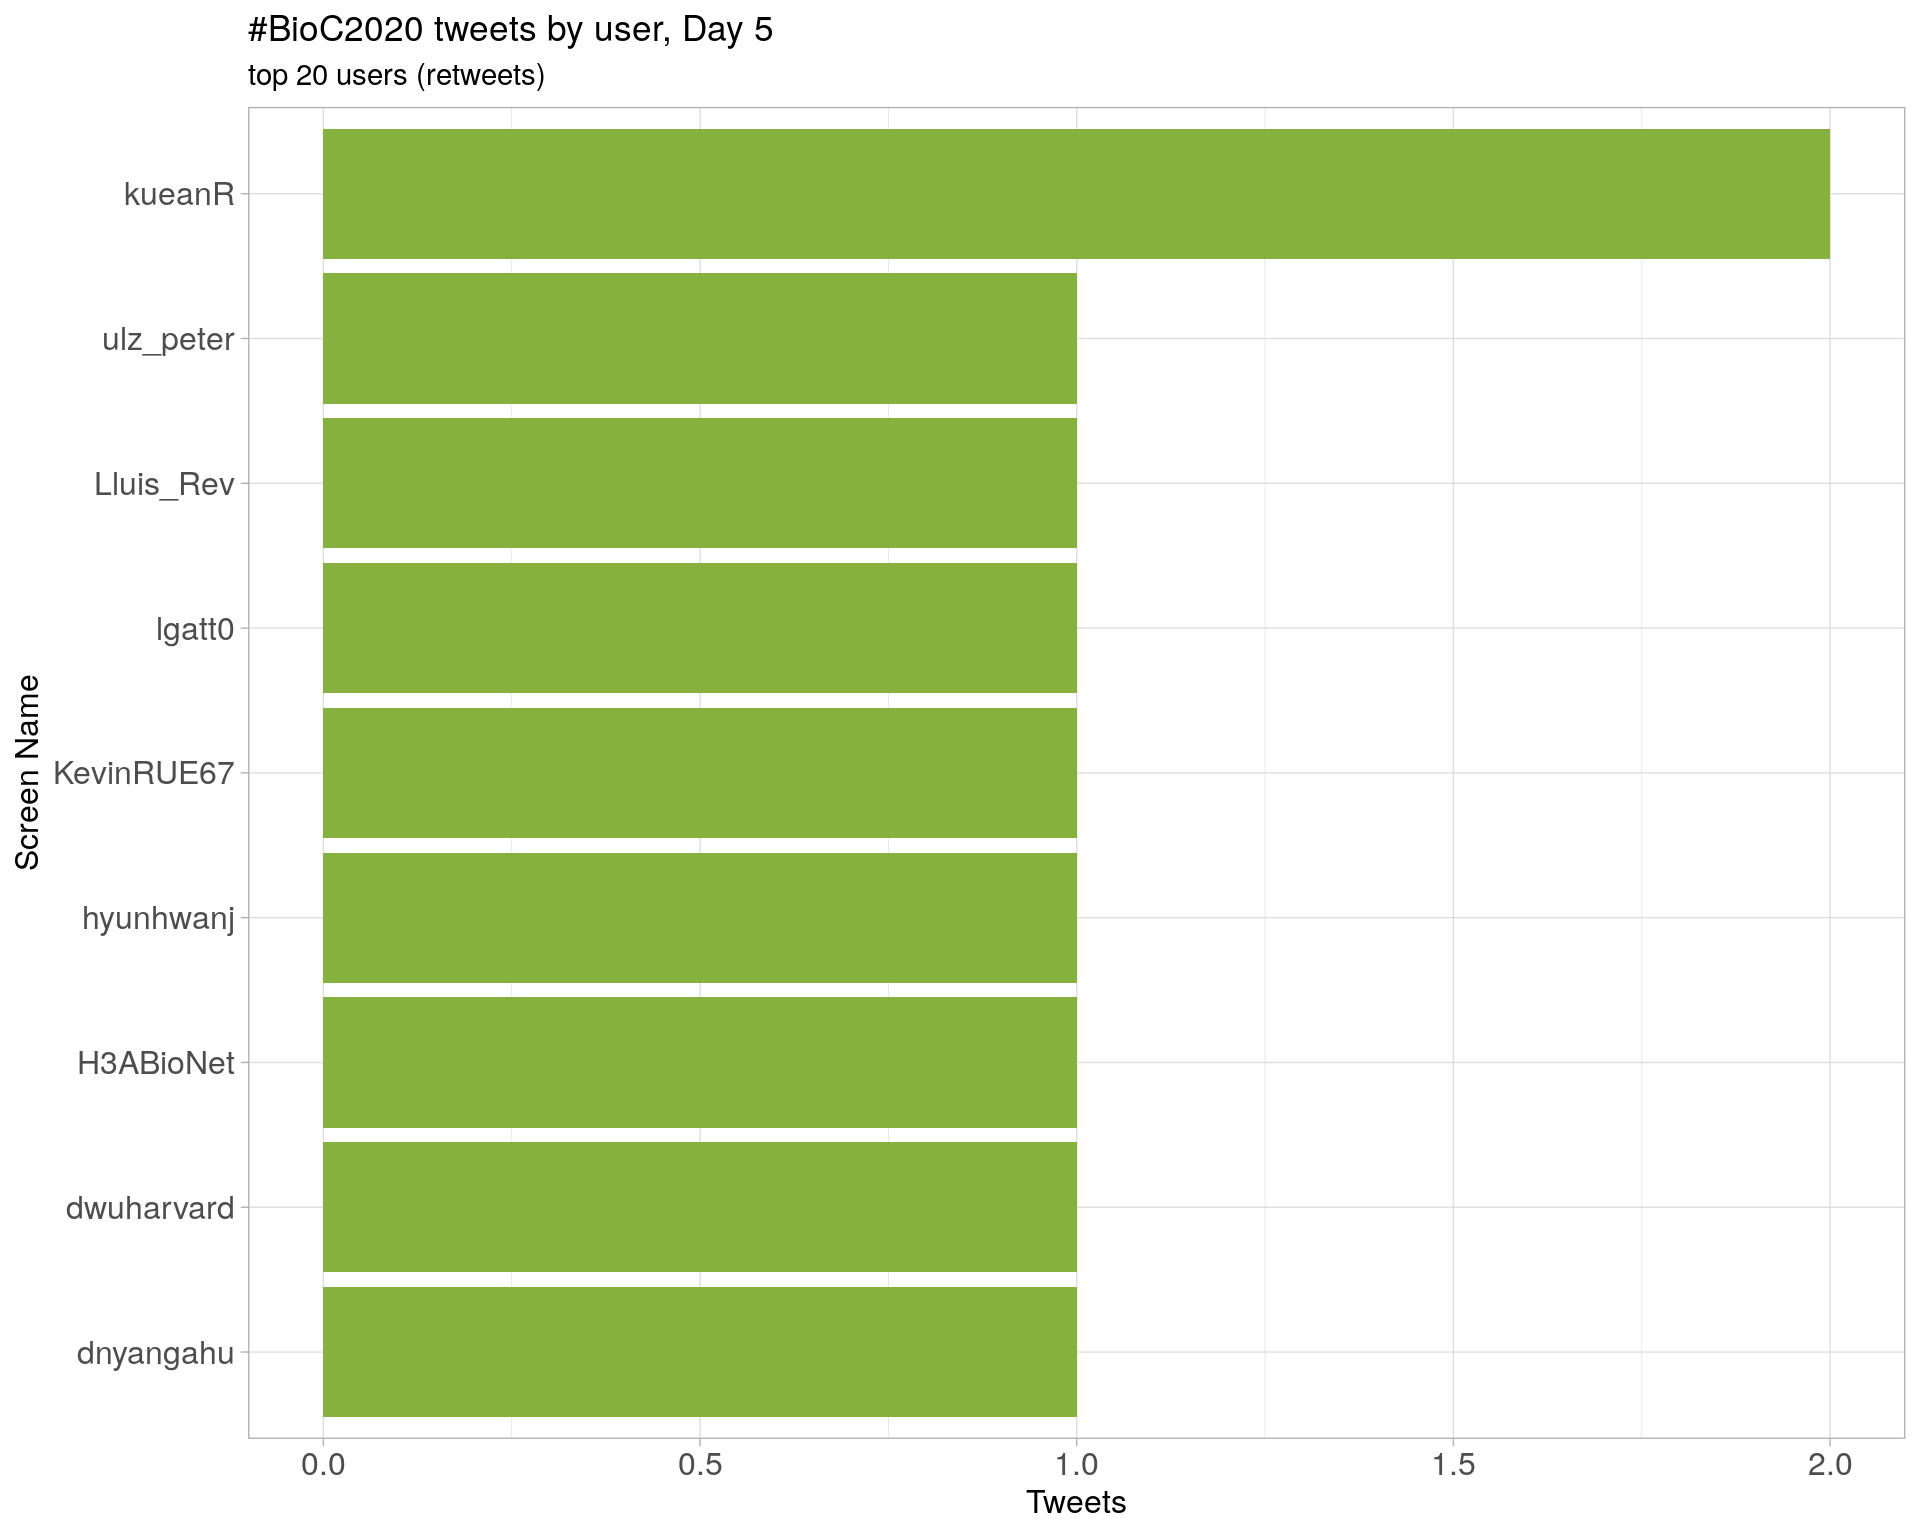 #BioC2020 tweets by user, Day 5
top 20 users (retweets)
Screen Name
kueanR
ulz_peter
Lluis_Rev
lgatt0
KevinRUE67
hyunhwanj
H3ABioNet
dwuharvard
dnyangahu
0.0 0.5 1.0 1.5 2.0
Tweets